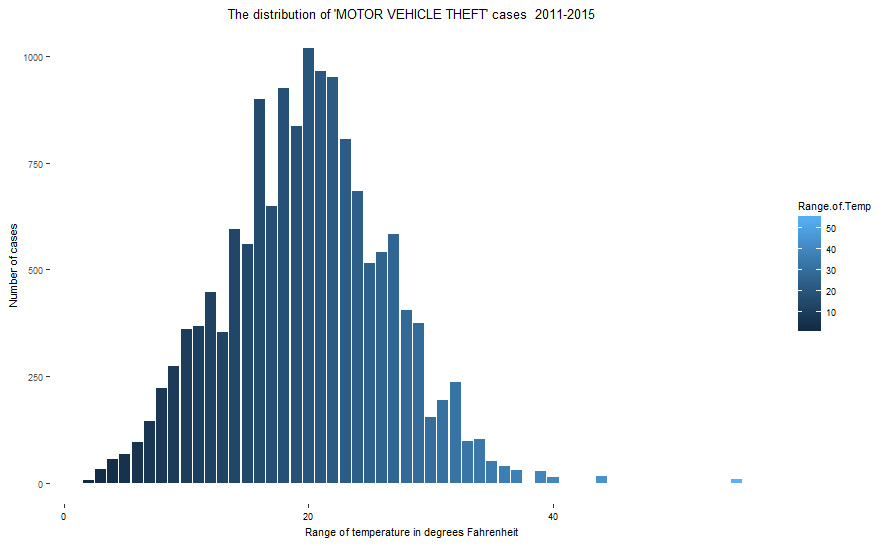 The distribution of 'MOTOR VEHICLE THEFT' cases  2011-2015
Number of cases
1000
750
500
250
0
0 20 40
Range of temperature in degrees Fahrenheit
Range.of.Temp
50
40
30
20
10